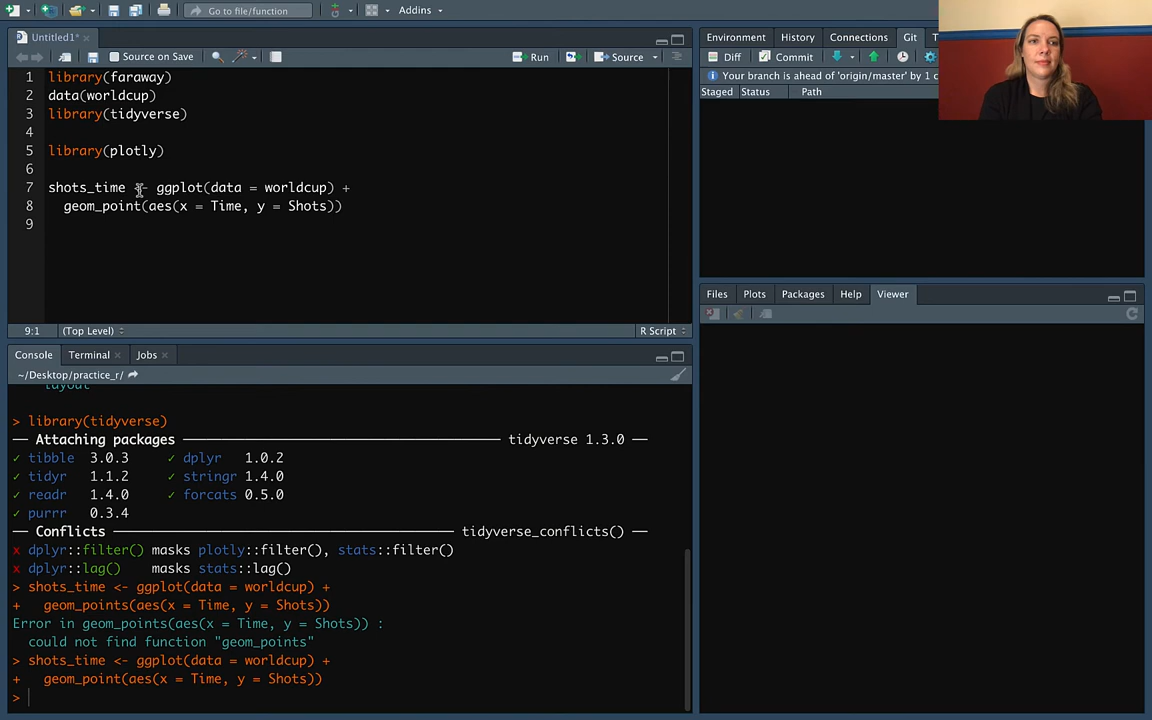 Go to file/function
Addins
Untitled1*
Source on Save
Run
Source
1 library(faraway)
2 data(worldcup)
3 library(tidyverse)
4
5 library(plotly)
6
7 shots_time <- ggplot(data = worldcup) +
8   geom_point(aes(x = Time, y = Shots))
9
9:1 (Top Level) R Script
Console Terminal Jobs
~/Desktop/practice_r/
layout
> library(tidyverse)
── Attaching packages ── tidyverse 1.3.0 ──
✓ tibble 3.0.3 ✓ dplyr 1.0.2
✓ tidyr 1.1.2 ✓ stringr 1.4.0
✓ readr 1.4.0 ✓ forcats 0.5.0
✓ purrr 0.3.4
── Conflicts ── tidyverse_conflicts() ──
x dplyr::filter() masks plotly::filter(), stats::filter()
x dplyr::lag() masks stats::lag()
> shots_time <- ggplot(data = worldcup) +
+   geom_points(aes(x = Time, y = Shots))
Error in geom_points(aes(x = Time, y = Shots)) :
  could not find function "geom_points"
> shots_time <- ggplot(data = worldcup) +
+   geom_point(aes(x = Time, y = Shots))
>
Environment History Connections Git T
Diff Commit
Your branch is ahead of 'origin/master' by 1 c
Staged Status Path
Files Plots Packages Help Viewer